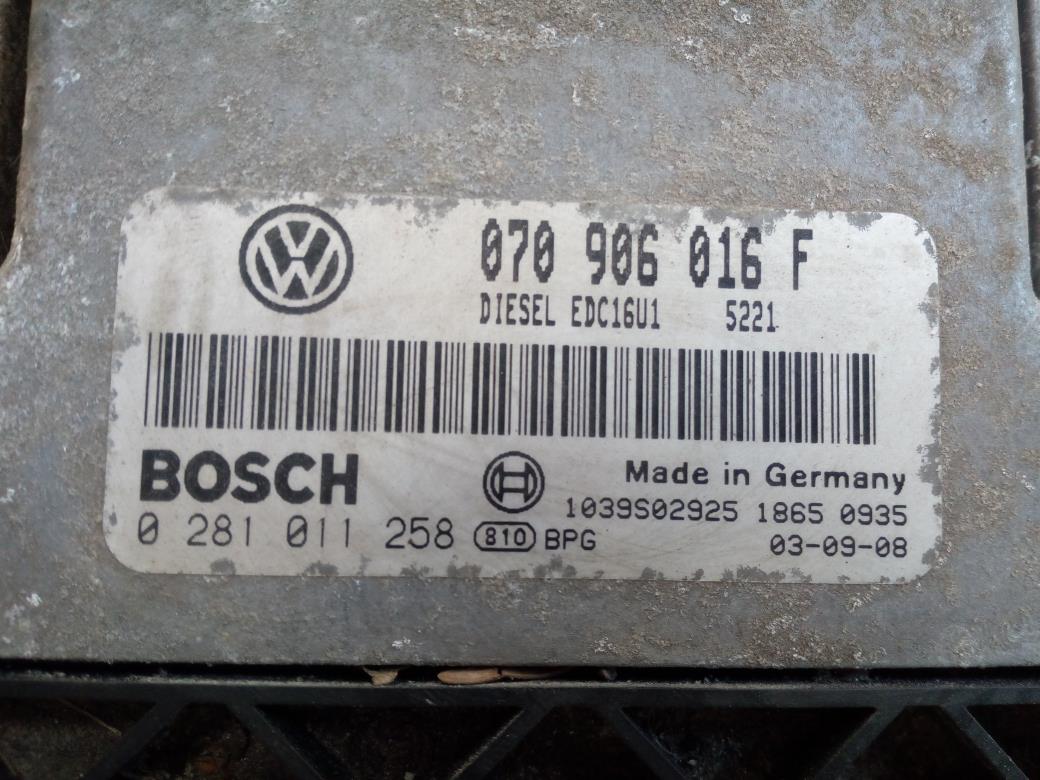 070 906 016 F
DIESEL EDC16U1 5221
BOSCH
Made in Germany
1039S02925 1865 0935
0 281 011 258 810 BPG
03-09-08